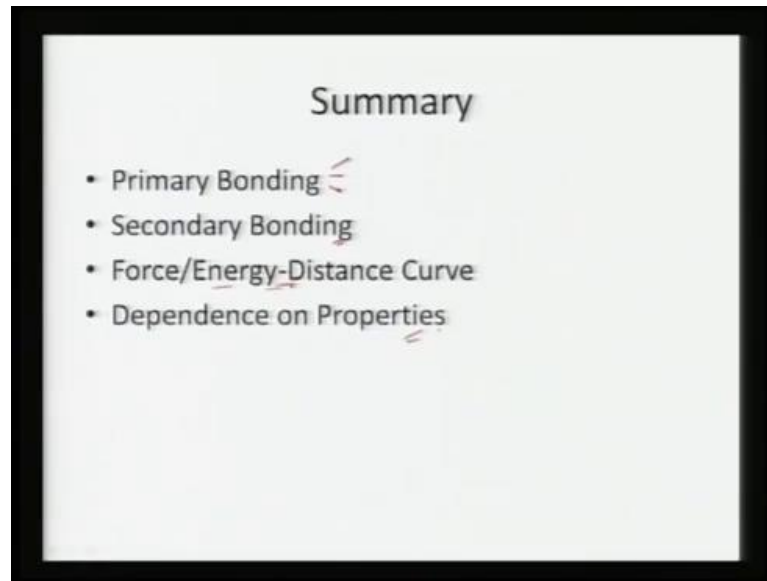 Summary
• Primary Bonding
• Secondary Bonding
• Force/Energy-Distance Curve
• Dependence on Properties